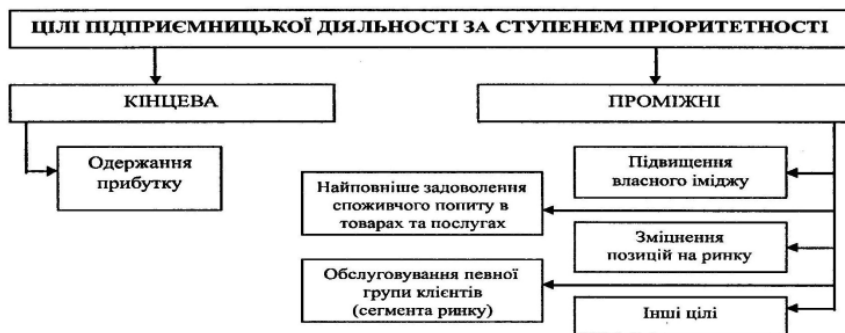 ЦІЛІ ПІДПРИЄМНИЦЬКОЇ ДІЯЛЬНОСТІ ЗА СТУПЕНЕМ ПРІОРИТЕТНОСТІ
КІНЦЕВА
ПРОМІЖНІ
Одержання
прибутку
Підвищення
власного іміджу
Найповніше задоволення
споживчого попиту в
товарах та послугах
Зміцнення
позицій на ринку
Обслуговування певної
групи клієнтів
(сегмента ринку)
Інші цілі